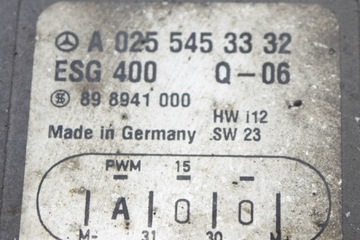 A 025 545 33 32
ESG 400 Q-06
89 8941 000
HW i12
Made in Germany SW 23
PWM 15
A 0 0
M- 31 30 M+